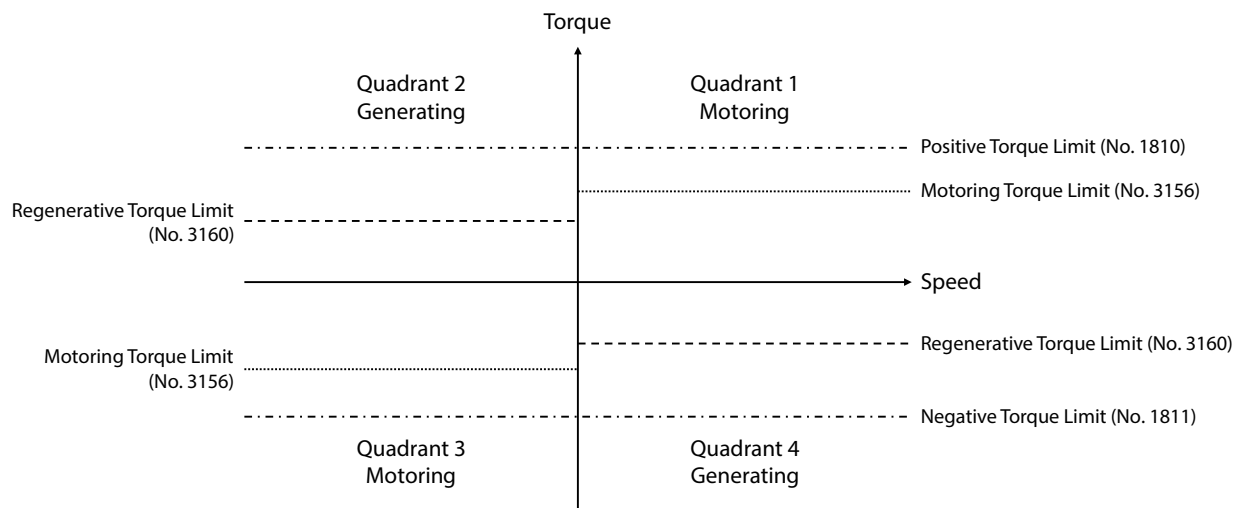 Torque
Quadrant 2
Generating
Quadrant 1
Motoring
Positive Torque Limit (No. 1810)
Motoring Torque Limit (No. 3156)
Regenerative Torque Limit
(No. 3160)
Speed
Regenerative Torque Limit (No. 3160)
Motoring Torque Limit
(No. 3156)
Negative Torque Limit (No. 1811)
Quadrant 3
Motoring
Quadrant 4
Generating